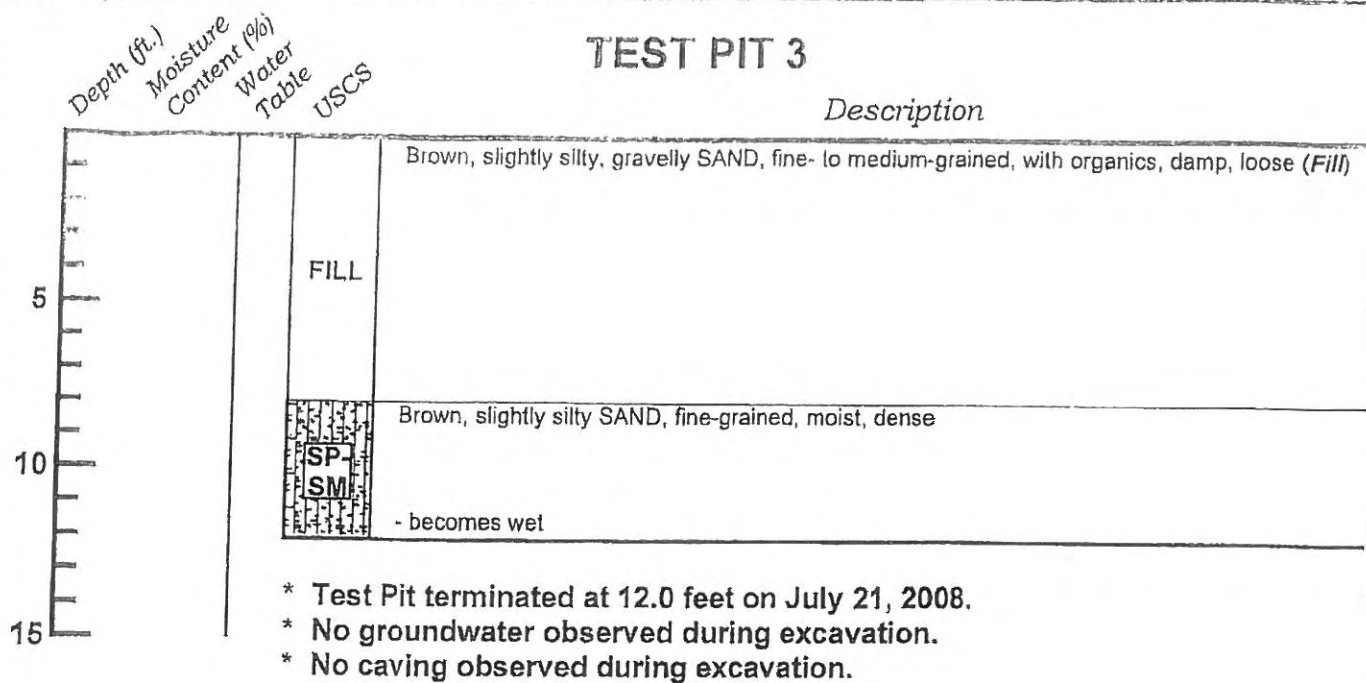 TEST PIT 3
Depth (ft.)
Moisture
Content (%)
Water
Table
USCS
Description
Brown, slightly silty, gravelly SAND, fine- to medium-grained, with organics, damp, loose (Fill)
FILL
5
Brown, slightly silty SAND, fine-grained, moist, dense
10
SP-
SM
- becomes wet
* Test Pit terminated at 12.0 feet on July 21, 2008.
15
* No groundwater observed during excavation.
* No caving observed during excavation.